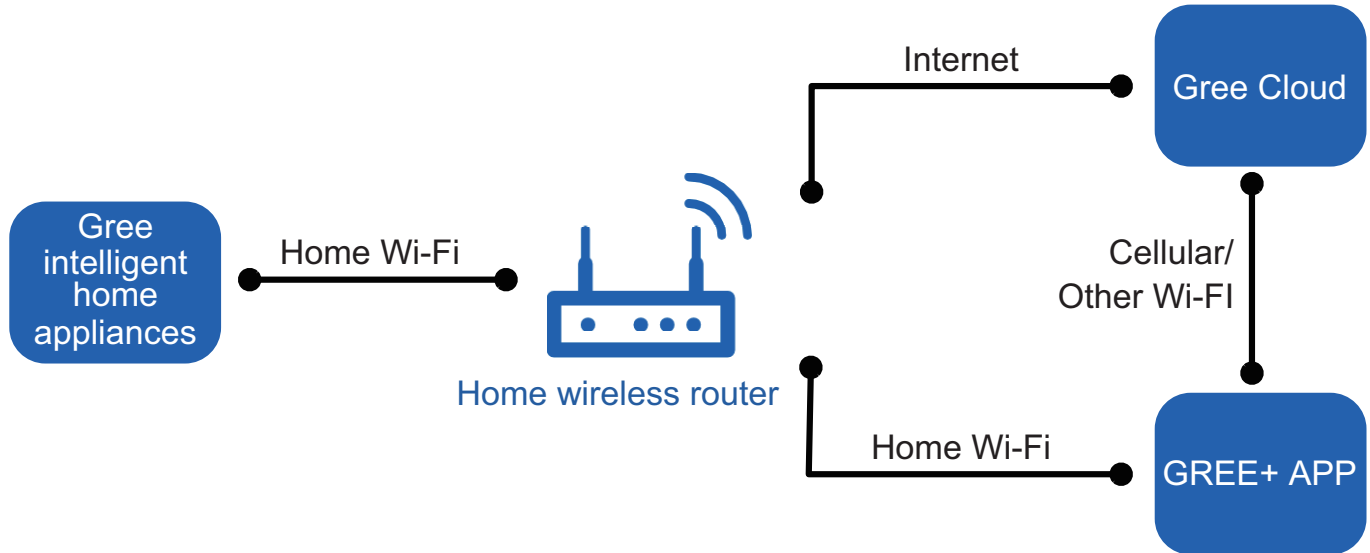 Internet
Gree Cloud
Gree
intelligent
home
appliances
Home Wi-Fi
Cellular/
Other Wi-FI
Home wireless router
Home Wi-Fi
GREE+ APP